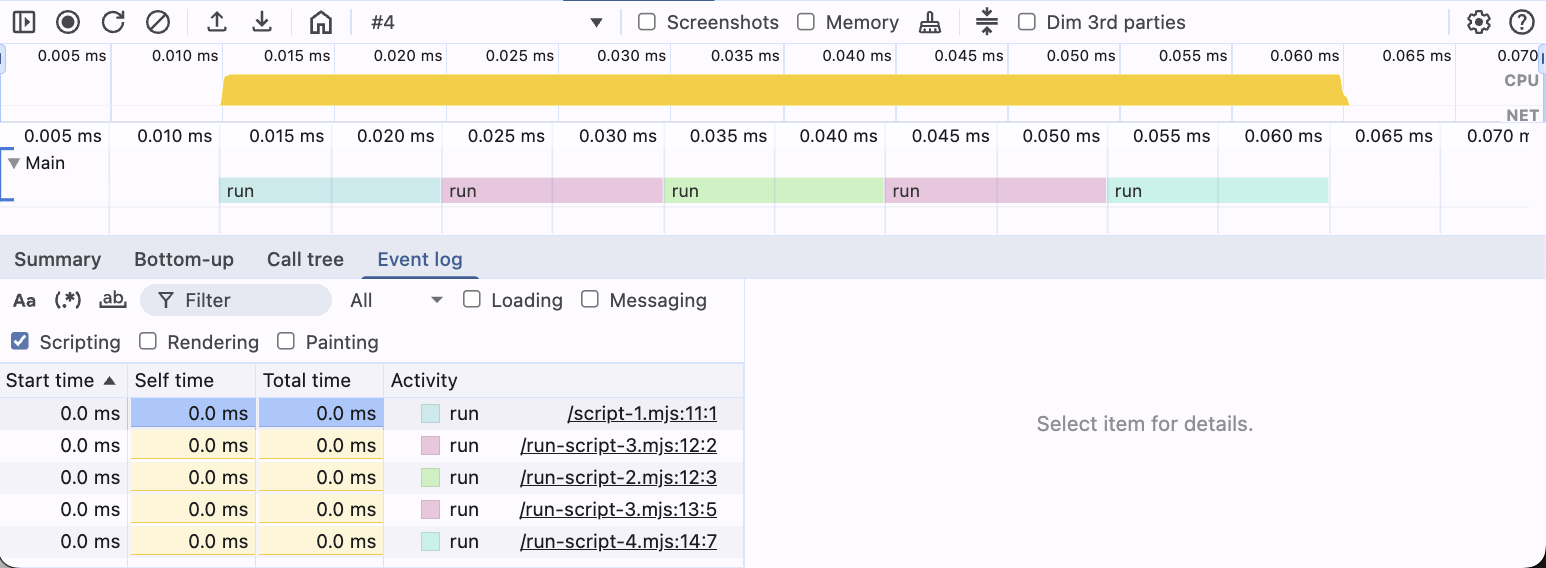 #4 Screenshots Memory Dim 3rd parties
0.005 ms 0.010 ms 0.015 ms 0.020 ms 0.025 ms 0.030 ms 0.035 ms 0.040 ms 0.045 ms 0.050 ms 0.055 ms 0.060 ms 0.065 ms 0.070
CPU
NET
0.005 ms 0.010 ms 0.015 ms 0.020 ms 0.025 ms 0.030 ms 0.035 ms 0.040 ms 0.045 ms 0.050 ms 0.055 ms 0.060 ms 0.065 ms 0.070 m
Main
run run run run run
Summary Bottom-up Call tree Event log
Aa (.*) ab Filter All Loading Messaging
Scripting Rendering Painting
Start time Self time Total time Activity
0.0 ms 0.0 ms 0.0 ms run /script-1.mjs:11:1
0.0 ms 0.0 ms 0.0 ms run /run-script-3.mjs:12:2
0.0 ms 0.0 ms 0.0 ms run /run-script-2.mjs:12:3
0.0 ms 0.0 ms 0.0 ms run /run-script-3.mjs:13:5
0.0 ms 0.0 ms 0.0 ms run /run-script-4.mjs:14:7
Select item for details.